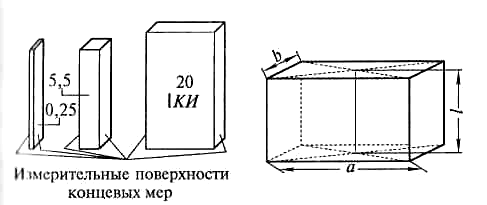 5,5
0,25
20
КИ
Измерительные поверхности
концевых мер
b
l
a